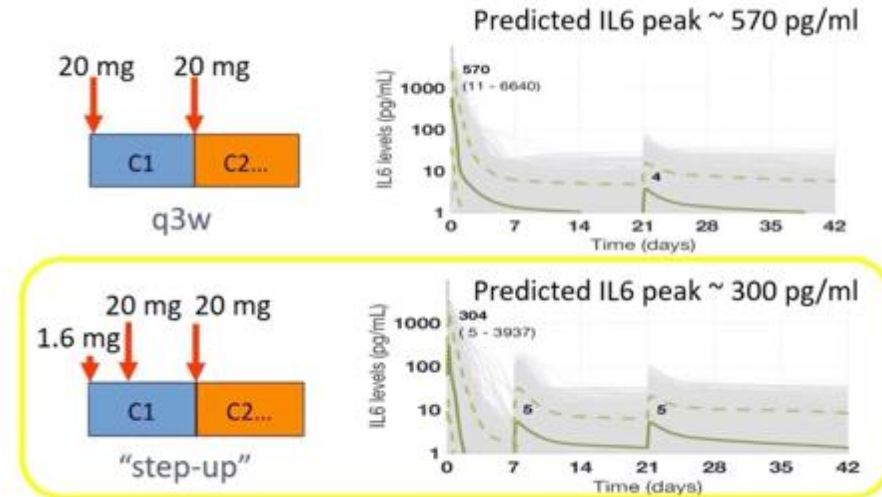 Predicted IL6 peak ~ 570 pg/ml
20 mg 20 mg
C1 C2...
q3w
IL6 levels (pg/mL)
1000
100
10
1
570
(11 - 6640)
4
0 7 14 21 28 35 42
Time (days)
Predicted IL6 peak ~ 300 pg/ml
20 mg 20 mg
1.6 mg
C1 C2...
“step-up”
IL6 levels (pg/mL)
1000
100
10
1
304
( 5 - 3937)
5
5
0 7 14 21 28 35 42
Time (days)